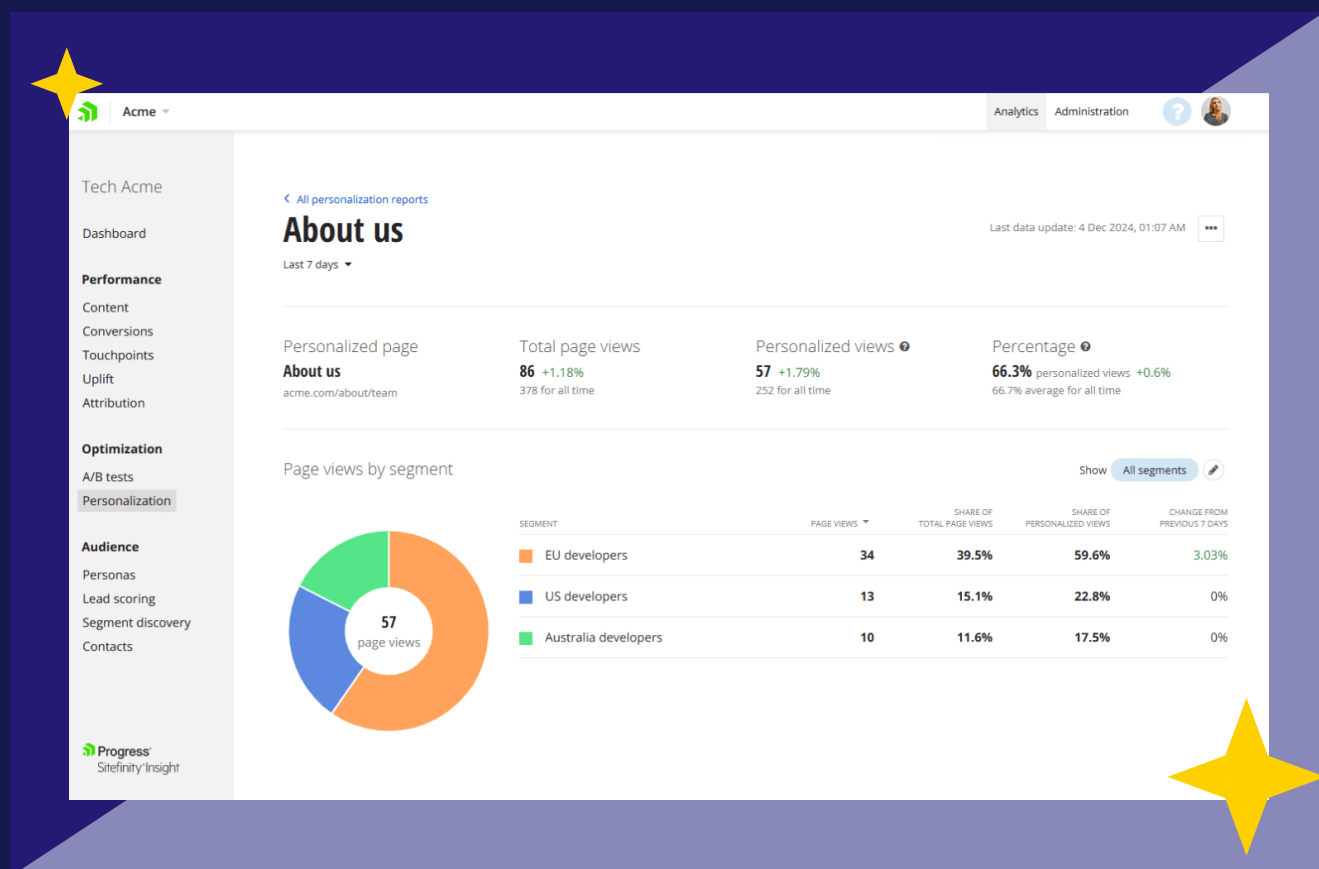 Acme
Analytics
Administration
?
Tech Acme
Dashboard
Performance
Content
Conversions
Touchpoints
Uplift
Attribution
Optimization
A/B tests
Personalization
Audience
Personas
Lead scoring
Segment discovery
Contacts
Progress®
Sitefinity® Insight
All personalization reports
About us
Last 7 days
Last data update: 4 Dec 2024, 01:07 AM
Personalized page
About us
acme.com/about/team
Total page views
86 +1.18%
378 for all time
Personalized views ?
57 +1.79%
252 for all time
Percentage ?
66.3% personalized views +0.6%
66.7% average for all time
Page views by segment
Show All segments
57
page views
SEGMENT
PAGE VIEWS
SHARE OF
TOTAL PAGE VIEWS
SHARE OF
PERSONALIZED VIEWS
CHANGE FROM
PREVIOUS 7 DAYS
EU developers 34 39.5% 59.6% 3.03%
US developers 13 15.1% 22.8% 0%
Australia developers 10 11.6% 17.5% 0%